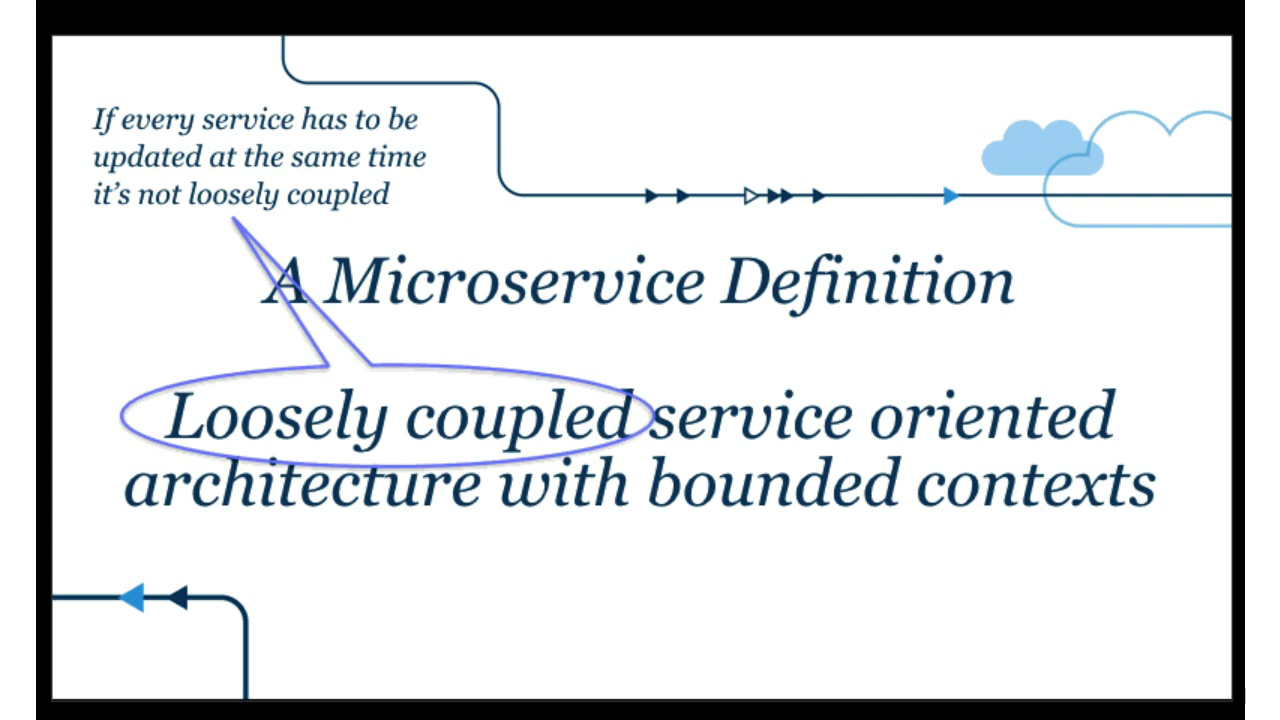 If every service has to be
updated at the same time
it's not loosely coupled
A Microservice Definition
Loosely coupled service oriented
architecture with bounded contexts